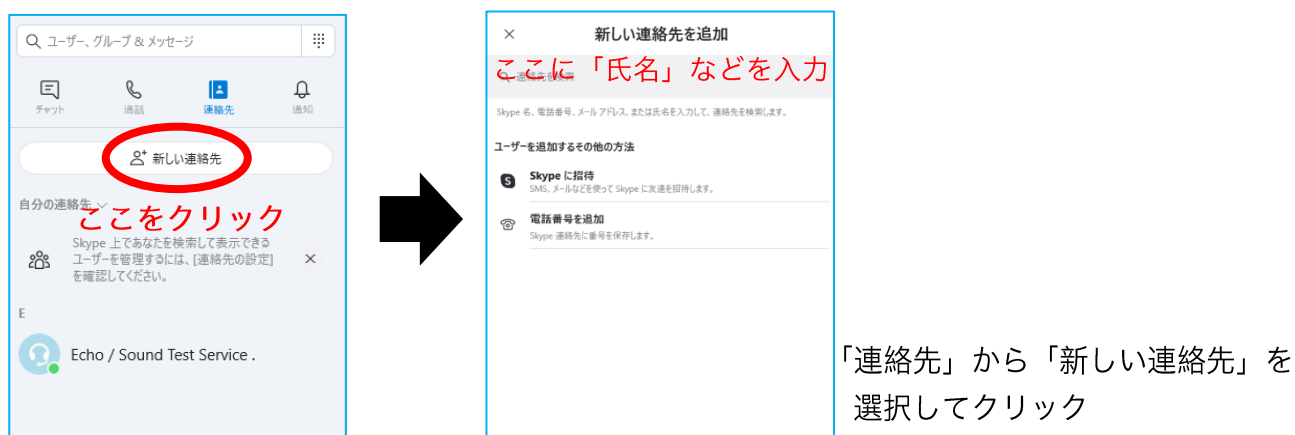 ユーザー、グループ & メッセージ
チャット
通話
連絡先
通知
新しい連絡先
自分の連絡先
ここをクリック
Skype 上であなたを検索して表示できる
ユーザーを管理するには、[連絡先の設定]
を確認してください。
E
Echo / Sound Test Service .
新しい連絡先を追加
ここに「氏名」などを入力
連絡先を検索
Skype 名、電話番号、メール アドレス、または氏名を入力して、連絡先を検索します。
ユーザーを追加するその他の方法
Skype に招待
SMS、メールなどを使って Skype に友達を招待します。
電話番号を追加
Skype 連絡先に番号を保存します。
「連絡先」から「新しい連絡先」を
選択してクリック